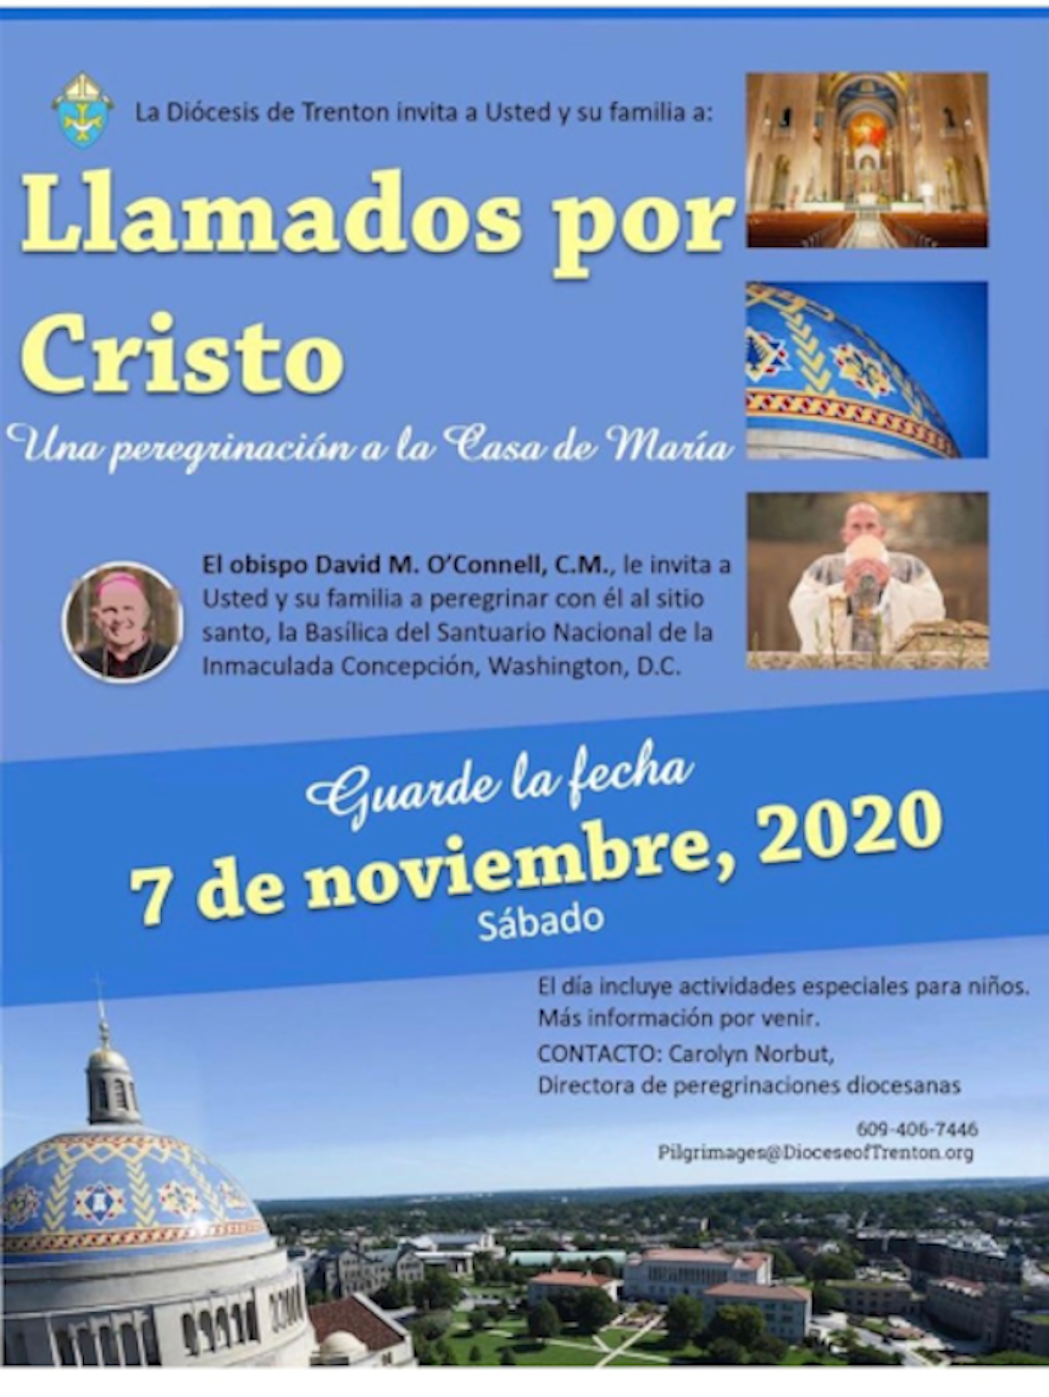 La Diócesis de Trenton invita a Usted y su familia a:
Llamados por
Cristo
Una peregrinación a la Casa de María
El obispo David M. O'Connell, C.M., le invita a
Usted y su familia a peregrinar con él al sitio
santo, la Basílica del Santuario Nacional de la
Inmaculada Concepción, Washington, D.C.
Guarde la fecha
7 de noviembre, 2020
Sábado
El día incluye actividades especiales para niños.
Más información por venir.
CONTACTO: Carolyn Norbut,
Directora de peregrinaciones diocesanas
609-406-7446
Pilgrimages@DioceseofTrenton.org